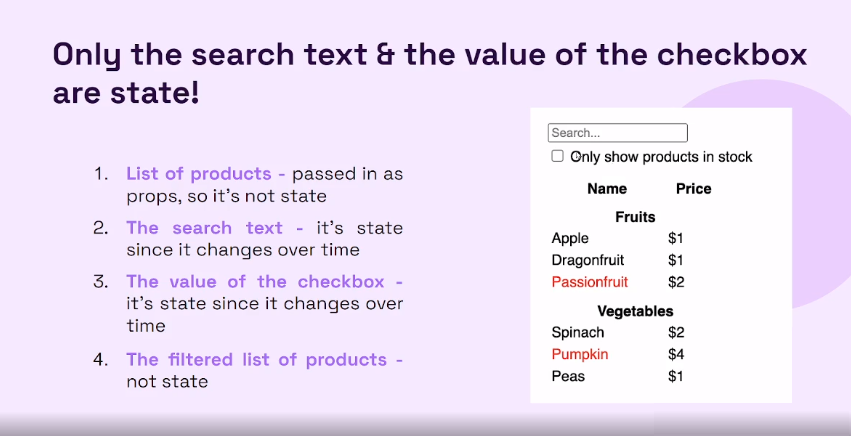 Only the search text & the value of the checkbox
are state!
1. List of products - passed in as
props, so it's not state
2. The search text - it's state
since it changes over time
3. The value of the checkbox -
it's state since it changes over
time
4. The filtered list of products -
not state
Search...
Only show products in stock
Name Price
Fruits
Apple $1
Dragonfruit $1
Passionfruit $2
Vegetables
Spinach $2
Pumpkin $4
Peas $1